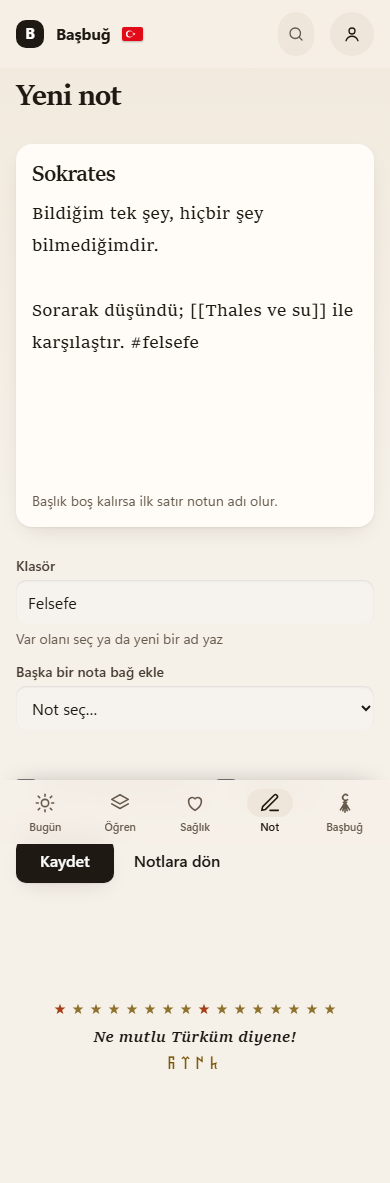 B Başbuğ
Yeni not
Sokrates
Bildiğim tek şey, hiçbir şey
bilmediğimdir.
Sorarak düşündü; [[Thales ve su]] ile
karşılaştır. #felsefe
Başlık boş kalırsa ilk satır notun adı olur.
Klasör
Felsefe
Var olanı seç ya da yeni bir ad yaz
Başka bir nota bağ ekle
Not seç...
Bugün Öğren Sağlık Not Başbuğ
Kaydet Notlara dön
Ne mutlu Türküm diyene!